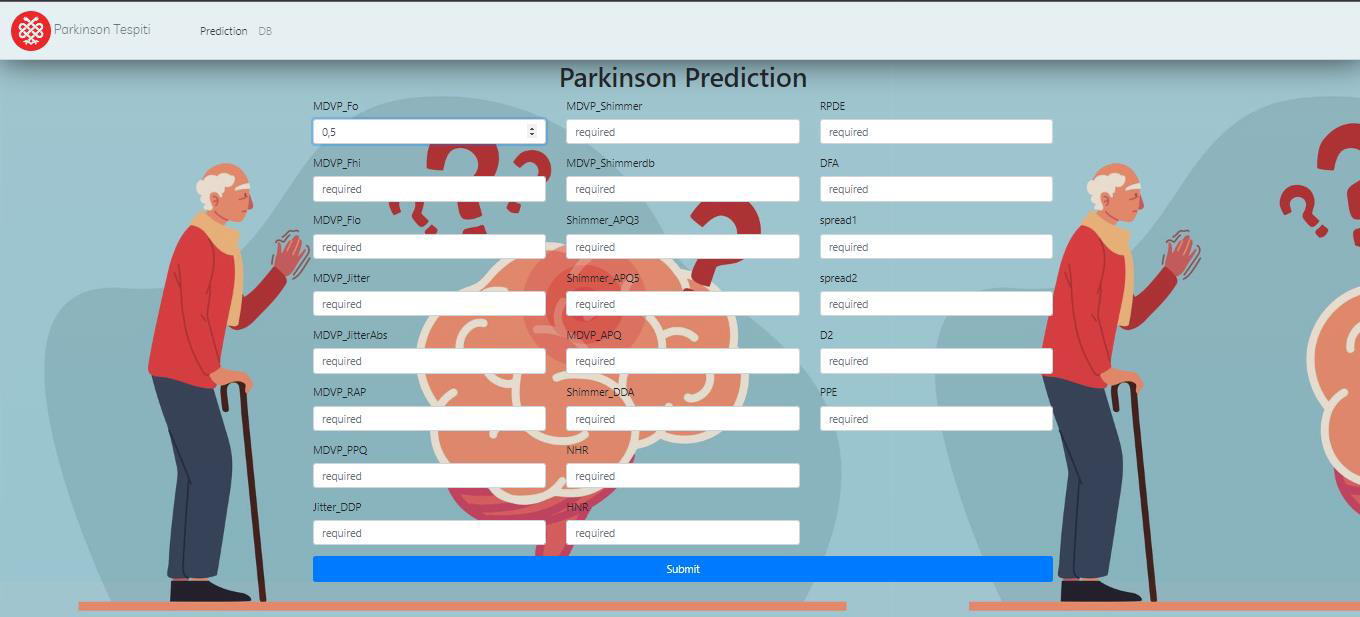 Parkinson Tespiti
Prediction DB
Parkinson Prediction
MDVP_Fo
0,5
MDVP_Fhi
required
MDVP_Flo
required
MDVP_Jitter
required
MDVP_JitterAbs
required
MDVP_RAP
required
MDVP_PPQ
required
Jitter_DDP
required
MDVP_Shimmer
required
MDVP_Shimmerdb
required
Shimmer_APQ3
required
Shimmer_APQ5
required
MDVP_APQ
required
Shimmer_DDA
required
NHR
required
HNR
required
RPDE
required
DFA
required
spread1
required
spread2
required
D2
required
PPE
required
Submit